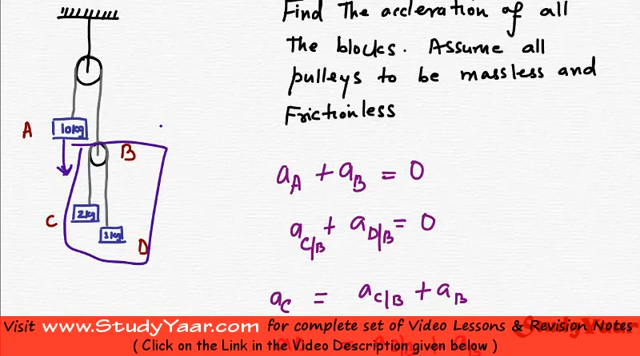 Find The accleration of all
The blocks. Assume all
pulleys to be massless and
Frictionless
A
10kg
B
C
2kg
D
a_A + a_B = 0
a_C/B + a_D/B = 0
a_C = a_C/B + a_B
Visit www.StudyYaar.com for complete set of Video Lessons & Revision Notes
( Click on the Link in the Video Description given below )
StudyYaar